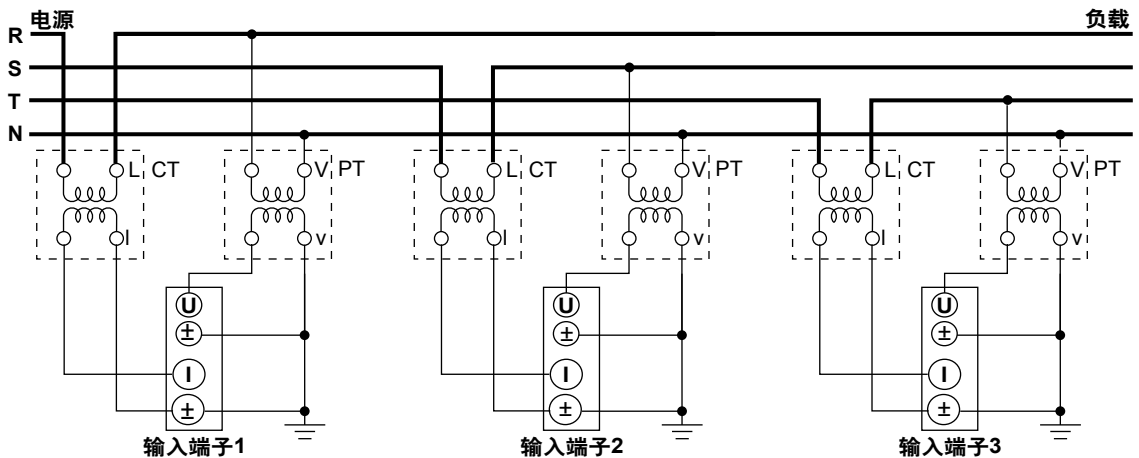 电源 负载
R
S
T
N
L CT V PT L CT V PT L CT V PT
l v l v l v
U U U
± ± ±
I I I
± ± ±
输入端子1 输入端子2 输入端子3